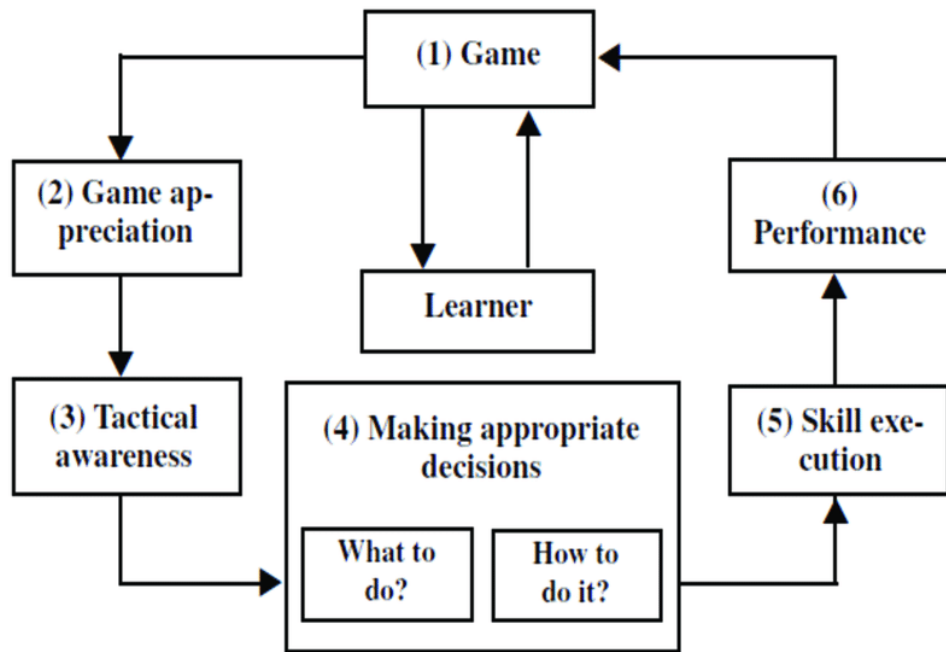 (1) Game
(2) Game ap-
preciation
Learner
(3) Tactical
awareness
(4) Making appropriate
decisions
What to
do?
How to
do it?
(5) Skill exe-
cution
(6)
Performance